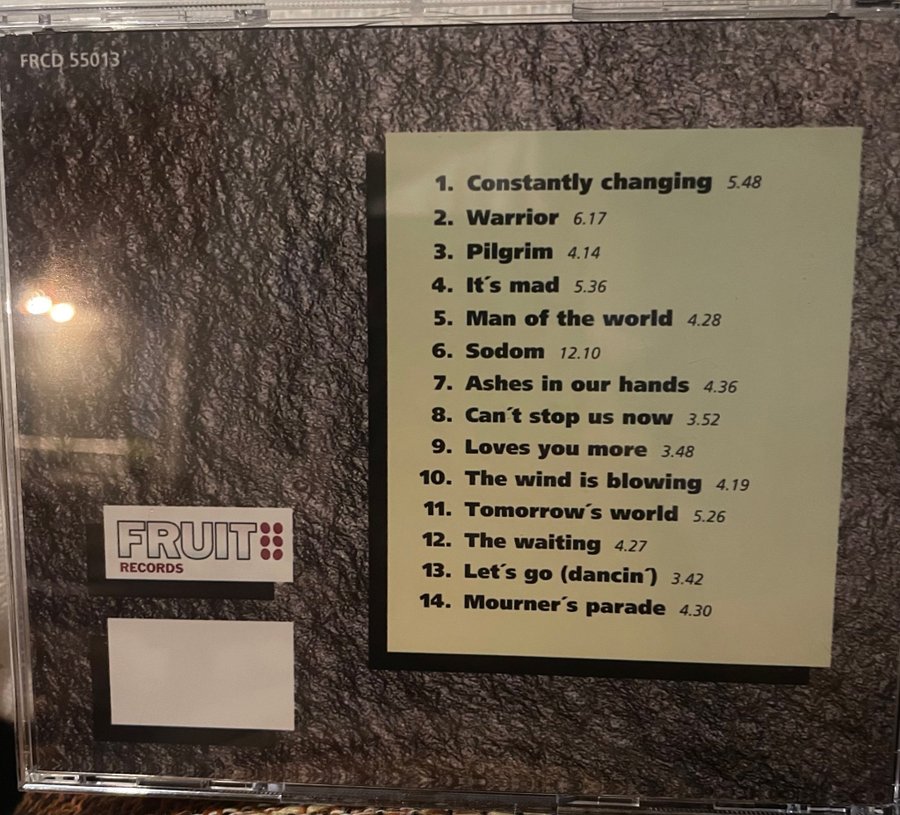 FRCD 55013
1. Constantly changing 5.48
2. Warrior 6.17
3. Pilgrim 4.14
4. It´s mad 5.36
5. Man of the world 4.28
6. Sodom 12.10
7. Ashes in our hands 4.36
8. Can´t stop us now 3.52
9. Loves you more 3.48
10. The wind is blowing 4.19
11. Tomorrow´s world 5.26
12. The waiting 4.27
13. Let´s go (dancin´) 3.42
14. Mourner´s parade 4.30
FRUIT
RECORDS